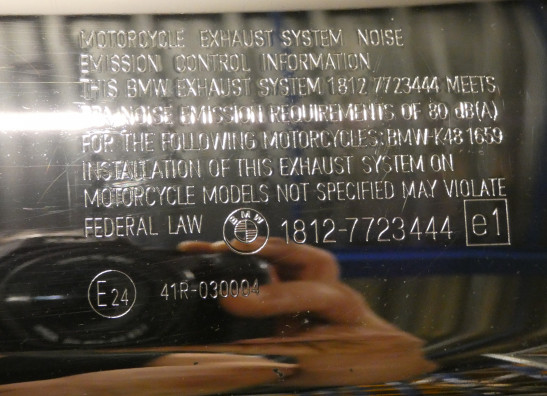 MOTORCYCLE EXHAUST SYSTEM NOISE
EMISSION CONTROL INFORMATION
THIS BMW EXHAUST SYSTEM 1812 7723444 MEETS
EPA NOISE EMISSION REQUIREMENTS OF 80 dB(A)
FOR THE FOLLOWING MOTORCYCLES: BMW-K48 1659
INSTALLATION OF THIS EXHAUST SYSTEM ON
MOTORCYCLE MODELS NOT SPECIFIED MAY VIOLATE
FEDERAL LAW BMW 1812-7723444 e1
E24 41R-030004